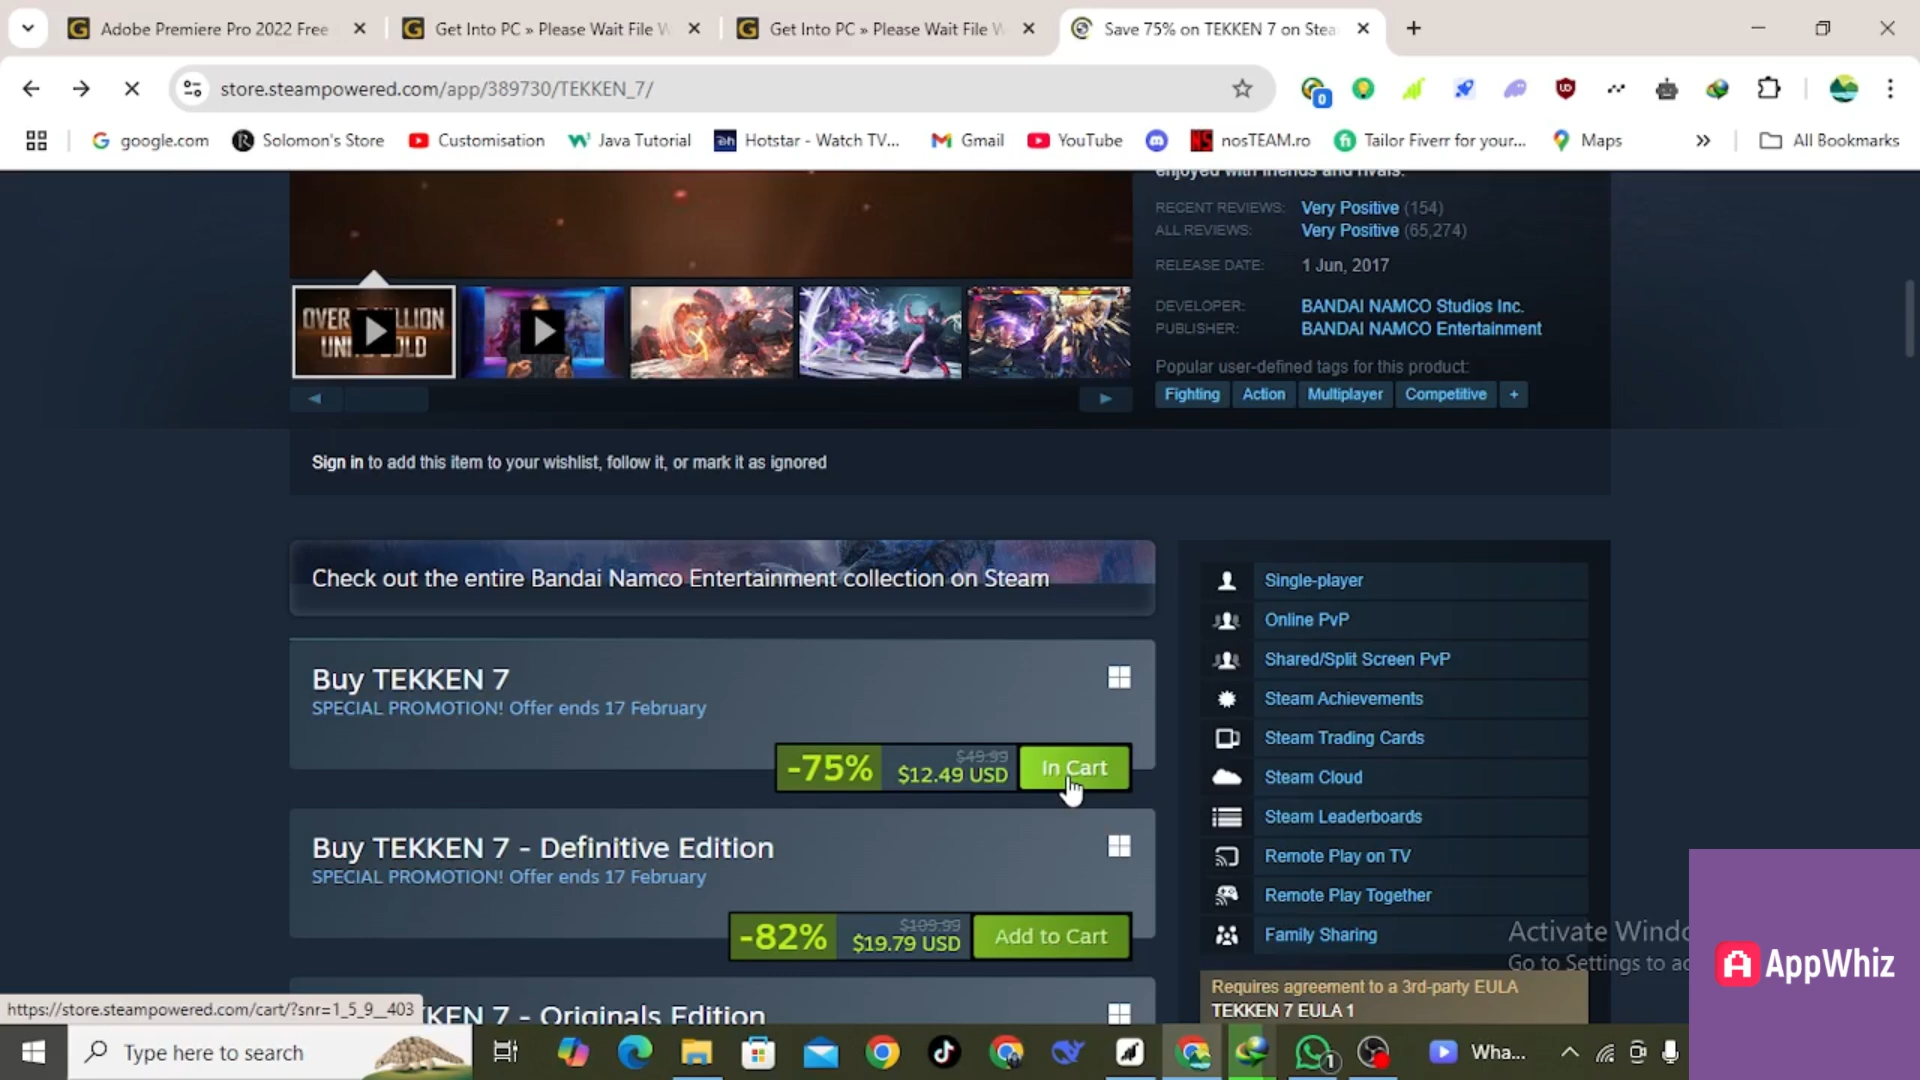 Adobe Premiere Pro 2022 Free
Get Into PC » Please Wait File W
Get Into PC » Please Wait File W
Save 75% on TEKKEN 7 on Stea
store.steampowered.com/app/389730/TEKKEN_7/
0
google.com
Solomon's Store
Customisation
Java Tutorial
Hotstar - Watch TV...
Gmail
YouTube
nosTEAM.ro
Tailor Fiverr for your...
Maps
All Bookmarks
enjoyed with friends and rivals.
RECENT REVIEWS: Very Positive (154)
ALL REVIEWS: Very Positive (65,274)
RELEASE DATE: 1 Jun, 2017
DEVELOPER: BANDAI NAMCO Studios Inc.
PUBLISHER: BANDAI NAMCO Entertainment
Popular user-defined tags for this product:
Fighting Action Multiplayer Competitive +
Sign in to add this item to your wishlist, follow it, or mark it as ignored
Check out the entire Bandai Namco Entertainment collection on Steam
Buy TEKKEN 7
SPECIAL PROMOTION! Offer ends 17 February
-75% $49.99 $12.49 USD In Cart
Buy TEKKEN 7 - Definitive Edition
SPECIAL PROMOTION! Offer ends 17 February
-82% $109.99 $19.79 USD Add to Cart
KEN 7 - Originals Edition
Single-player
Online PvP
Shared/Split Screen PvP
Steam Achievements
Steam Trading Cards
Steam Cloud
Steam Leaderboards
Remote Play on TV
Remote Play Together
Family Sharing
Requires agreement to a 3rd-party EULA
TEKKEN 7 EULA 1
Activate Windo
Go to Settings to ac
AppWhiz
https://store.steampowered.com/cart/?snr=1_5_9__403
Type here to search
1
Wha...